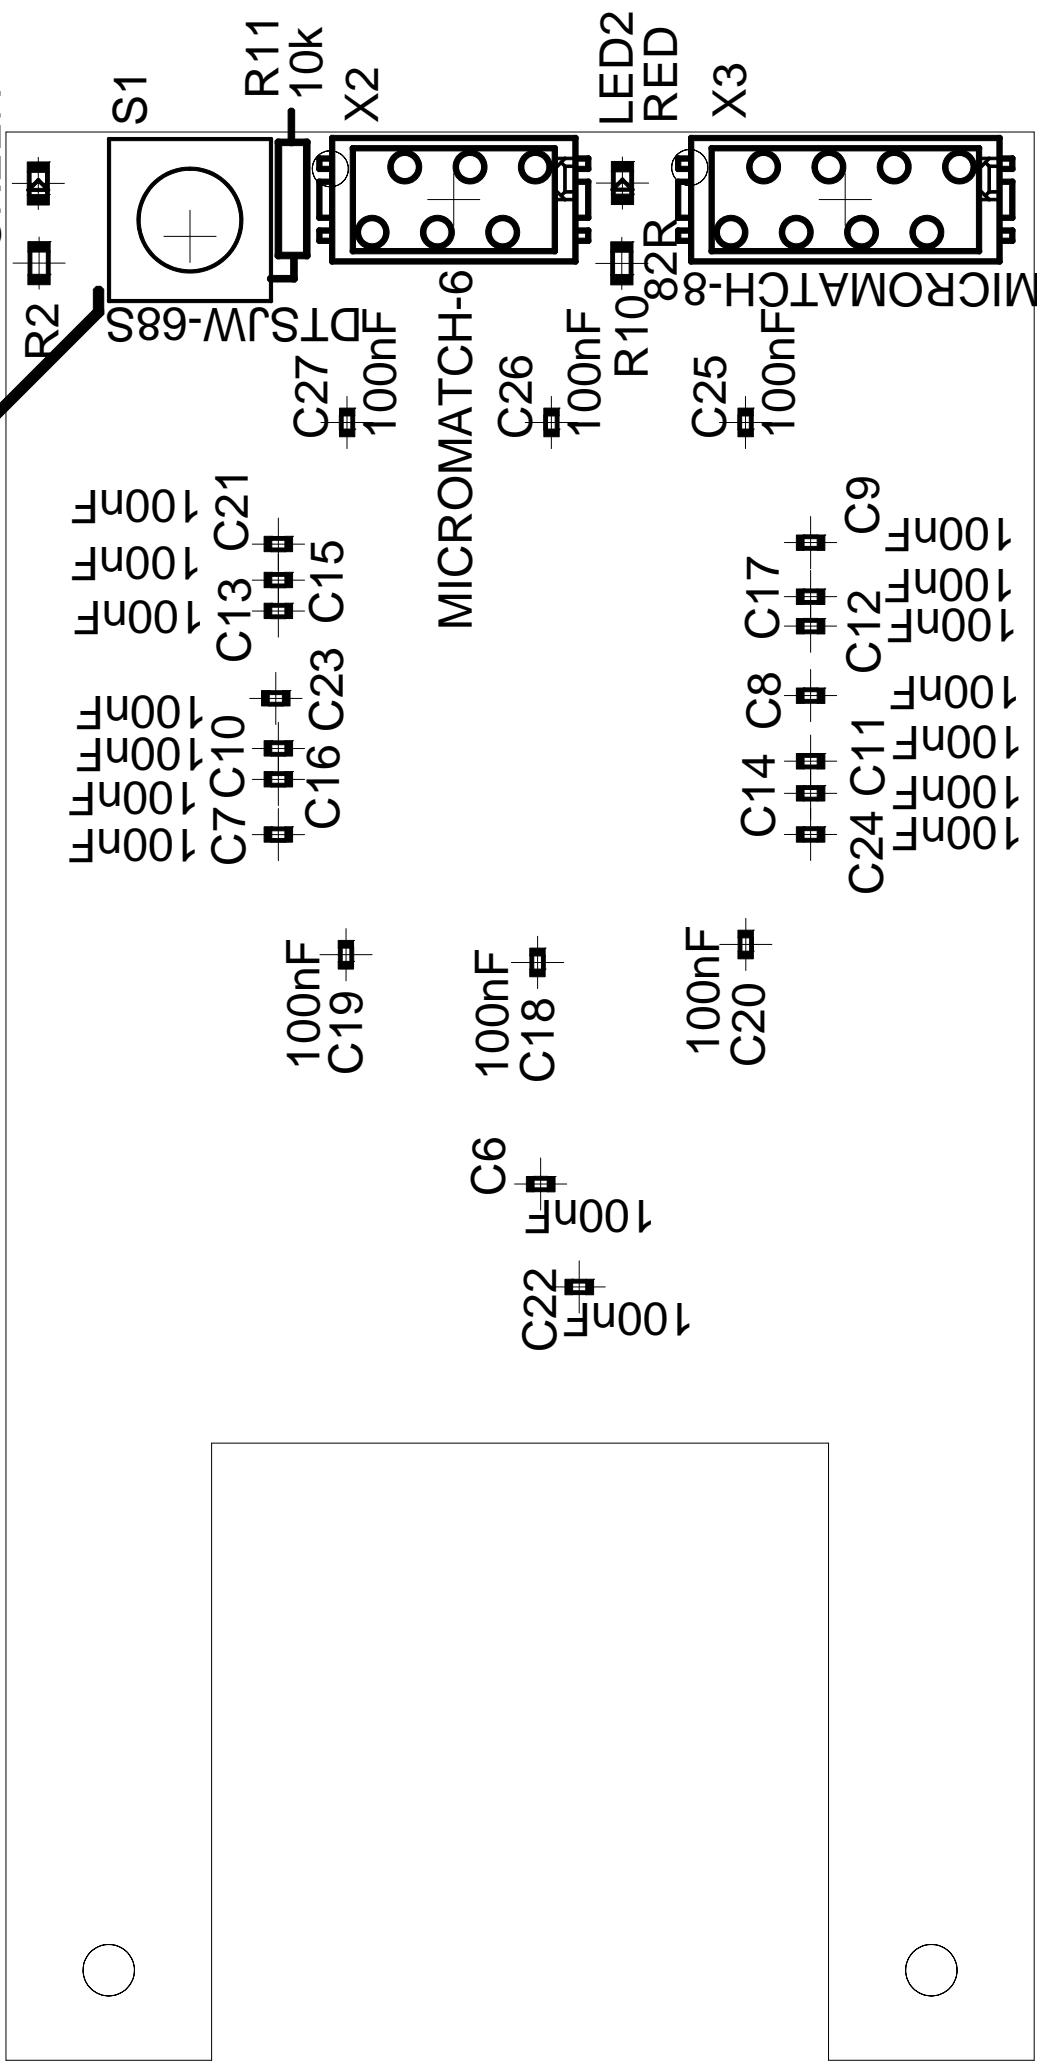 S1
R11
10k
X2
LED2
RED
X3
R2
DTSJW-68S
MICROMATCH-6
R10
82R
MICROMATCH-8
C27
100nF
C26
100nF
C25
100nF
100nF
C21
100nF
C15
100nF
C13
C23
100nF
100nF
C10
100nF
C16
100nF
C7
C9
100nF
C17
100nF
C12
100nF
C8
100nF
C11
100nF
C14
100nF
C24
100nF
100nF
C19
100nF
C18
100nF
C20
C6
100nF
C22
100nF